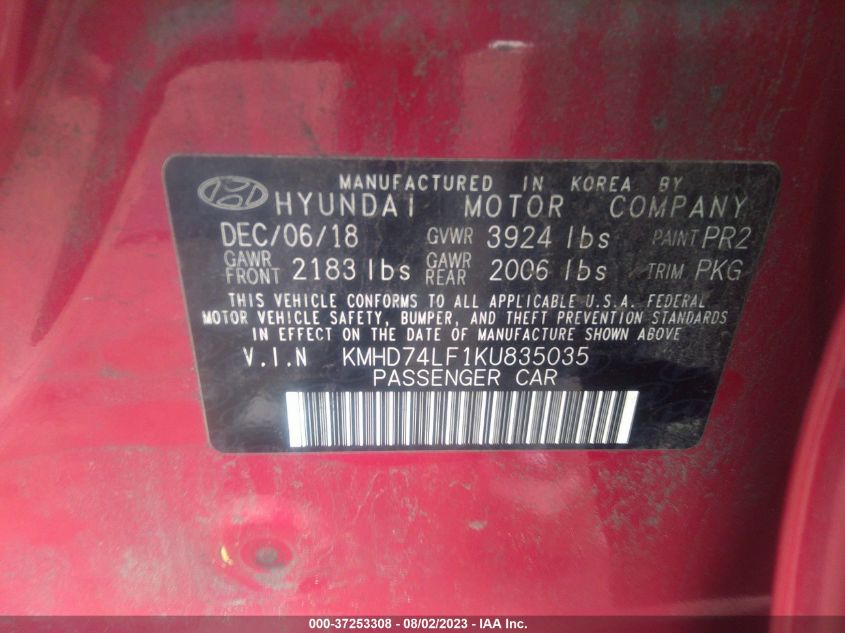 MANUFACTURED IN KOREA BY
HYUNDAI MOTOR COMPANY
DEC/06/18 GVWR 3924 lbs PAINT PR2
GAWR FRONT 2183 lbs GAWR REAR 2006 lbs TRIM PKG
THIS VEHICLE CONFORMS TO ALL APPLICABLE U.S.A. FEDERAL
MOTOR VEHICLE SAFETY, BUMPER, AND THEFT PREVENTION STANDARDS
IN EFFECT ON THE DATE OF MANUFACTURE SHOWN ABOVE
V.I.N KMHD74LF1KU835035
PASSENGER CAR
000-37253308 - 08/02/2023 - IAA Inc.